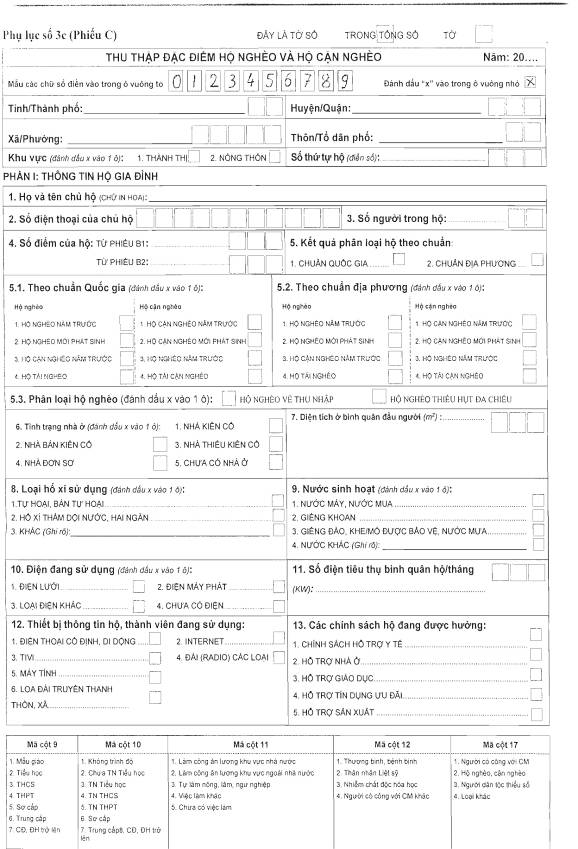 Phụ lục số 3c (Phiếu C)
ĐÂY LÀ TỜ SỐ TRONG TỔNG SỐ TỜ
THU THẬP ĐẶC ĐIỂM HỘ NGHÈO VÀ HỘ CẬN NGHÈO Năm: 20....
Mẫu các chữ số điền vào trong ô vuông to 0 1 2 3 4 5 6 7 8 9 Đánh dấu "x" vào trong ô vuông nhỏ x
Tỉnh/Thành phố: Huyện/Quận:
Xã/Phường: Thôn/Tổ dân phố:
Khu vực (đánh dấu x vào 1 ô): 1. THÀNH THỊ 2. NÔNG THÔN Số thứ tự hộ (điền số):
PHẦN I: THÔNG TIN HỘ GIA ĐÌNH
1. Họ và tên chủ hộ (CHỮ IN HOA):
2. Số điện thoại của chủ hộ 3. Số người trong hộ:
4. Số điểm của hộ: TỪ PHIẾU B1:
TỪ PHIẾU B2:
5. Kết quả phân loại hộ theo chuẩn:
1. CHUẨN QUỐC GIA 2. CHUẨN ĐỊA PHƯƠNG
5.1. Theo chuẩn Quốc gia (đánh dấu x vào 1 ô):
Hộ nghèo Hộ cận nghèo
1. HỘ NGHÈO NĂM TRƯỚC 1. HỘ CẬN NGHÈO NĂM TRƯỚC
2. HỘ NGHÈO MỚI PHÁT SINH 2. HỘ CẬN NGHÈO MỚI PHÁT SINH
3. HỘ CẬN NGHÈO NĂM TRƯỚC 3. HỘ NGHÈO NĂM TRƯỚC
4. HỘ TÁI NGHÈO 4. HỘ TÁI CẬN NGHÈO
5.2. Theo chuẩn địa phương (đánh dấu x vào 1 ô):
Hộ nghèo Hộ cận nghèo
1. HỘ NGHÈO NĂM TRƯỚC 1. HỘ CẬN NGHÈO NĂM TRƯỚC
2. HỘ NGHÈO MỚI PHÁT SINH 2. HỘ CẬN NGHÈO MỚI PHÁT SINH
3. HỘ CẬN NGHÈO NĂM TRƯỚC 3. HỘ NGHÈO NĂM TRƯỚC
4. HỘ TÁI NGHÈO 4. HỘ TÁI CẬN NGHÈO
5.3. Phân loại hộ nghèo (đánh dấu x vào 1 ô): HỘ NGHÈO VỀ THU NHẬP HỘ NGHÈO THIẾU HỤT ĐA CHIỀU
6. Tình trạng nhà ở (đánh dấu x vào 1 ô): 1. NHÀ KIÊN CỐ
2. NHÀ BÁN KIÊN CỐ 3. NHÀ THIẾU KIÊN CỐ
4. NHÀ ĐƠN SƠ 5. CHƯA CÓ NHÀ Ở
7. Diện tích ở bình quân đầu người (m²) :
8. Loại hố xí sử dụng (đánh dấu x vào 1 ô):
1.TỰ HOẠI, BÁN TỰ HOẠI
2. HỐ XÍ THẤM DỘI NƯỚC, HAI NGĂN
3. KHÁC (Ghi rõ):
9. Nước sinh hoạt (đánh dấu x vào 1 ô):
1. NƯỚC MÁY, NƯỚC MƯA
2. GIẾNG KHOAN
3. GIẾNG ĐÀO, KHE/MÓ ĐƯỢC BẢO VỆ, NƯỚC MƯA
4. NƯỚC KHÁC (Ghi rõ):
10. Điện đang sử dụng (đánh dấu x vào 1 ô):
1. ĐIỆN LƯỚI 2. ĐIỆN MÁY PHÁT
3. LOẠI ĐIỆN KHÁC 4. CHƯA CÓ ĐIỆN
11. Số điện tiêu thụ bình quân hộ/tháng
(KW):
12. Thiết bị thông tin hộ, thành viên đang sử dụng:
1. ĐIỆN THOẠI CỐ ĐỊNH, DI DỘNG 2. INTERNET
3. TIVI 4. ĐÀI (RADIO) CÁC LOẠI
5. MÁY TÍNH
6. LOA ĐÀI TRUYỀN THANH
THÔN, XÃ
13. Các chính sách hộ đang được hưởng:
1. CHÍNH SÁCH HỖ TRỢ Y TẾ
2. HỖ TRỢ NHÀ Ở
3. HỖ TRỢ GIÁO DỤC
4. HỖ TRỢ TÍN DỤNG ƯU ĐÃI
5. HỖ TRỢ SẢN XUẤT
Mã cột 9
1. Mẫu giáo
2. Tiểu học
3. THCS
4. THPT
5. Sơ cấp
6. Trung cấp
7. CĐ, ĐH trở lên
Mã cột 10
1. Không trình độ
2. Chưa TN Tiểu học
3. TN Tiểu học
4. TN THCS
5. TN THPT
6. Sơ cấp
7. Trung cấp8. CĐ, ĐH trở
lên
Mã cột 11
1. Làm công ăn lương khu vực nhà nước
2. Làm công ăn lương khu vực ngoài nhà nước
3. Tự làm nông, lâm, ngư nghiệp
4. Việc làm khác
5. Chưa có việc làm
Mã cột 12
1. Thương binh, bệnh binh
2. Thân nhân Liệt sỹ
3. Nhiễm chất độc hóa học
4. Người có công với CM khác
Mã cột 17
1. Người có công với CM
2. Hộ nghèo, cận nghèo
3. Người dân tộc thiểu số
4. Loại khác